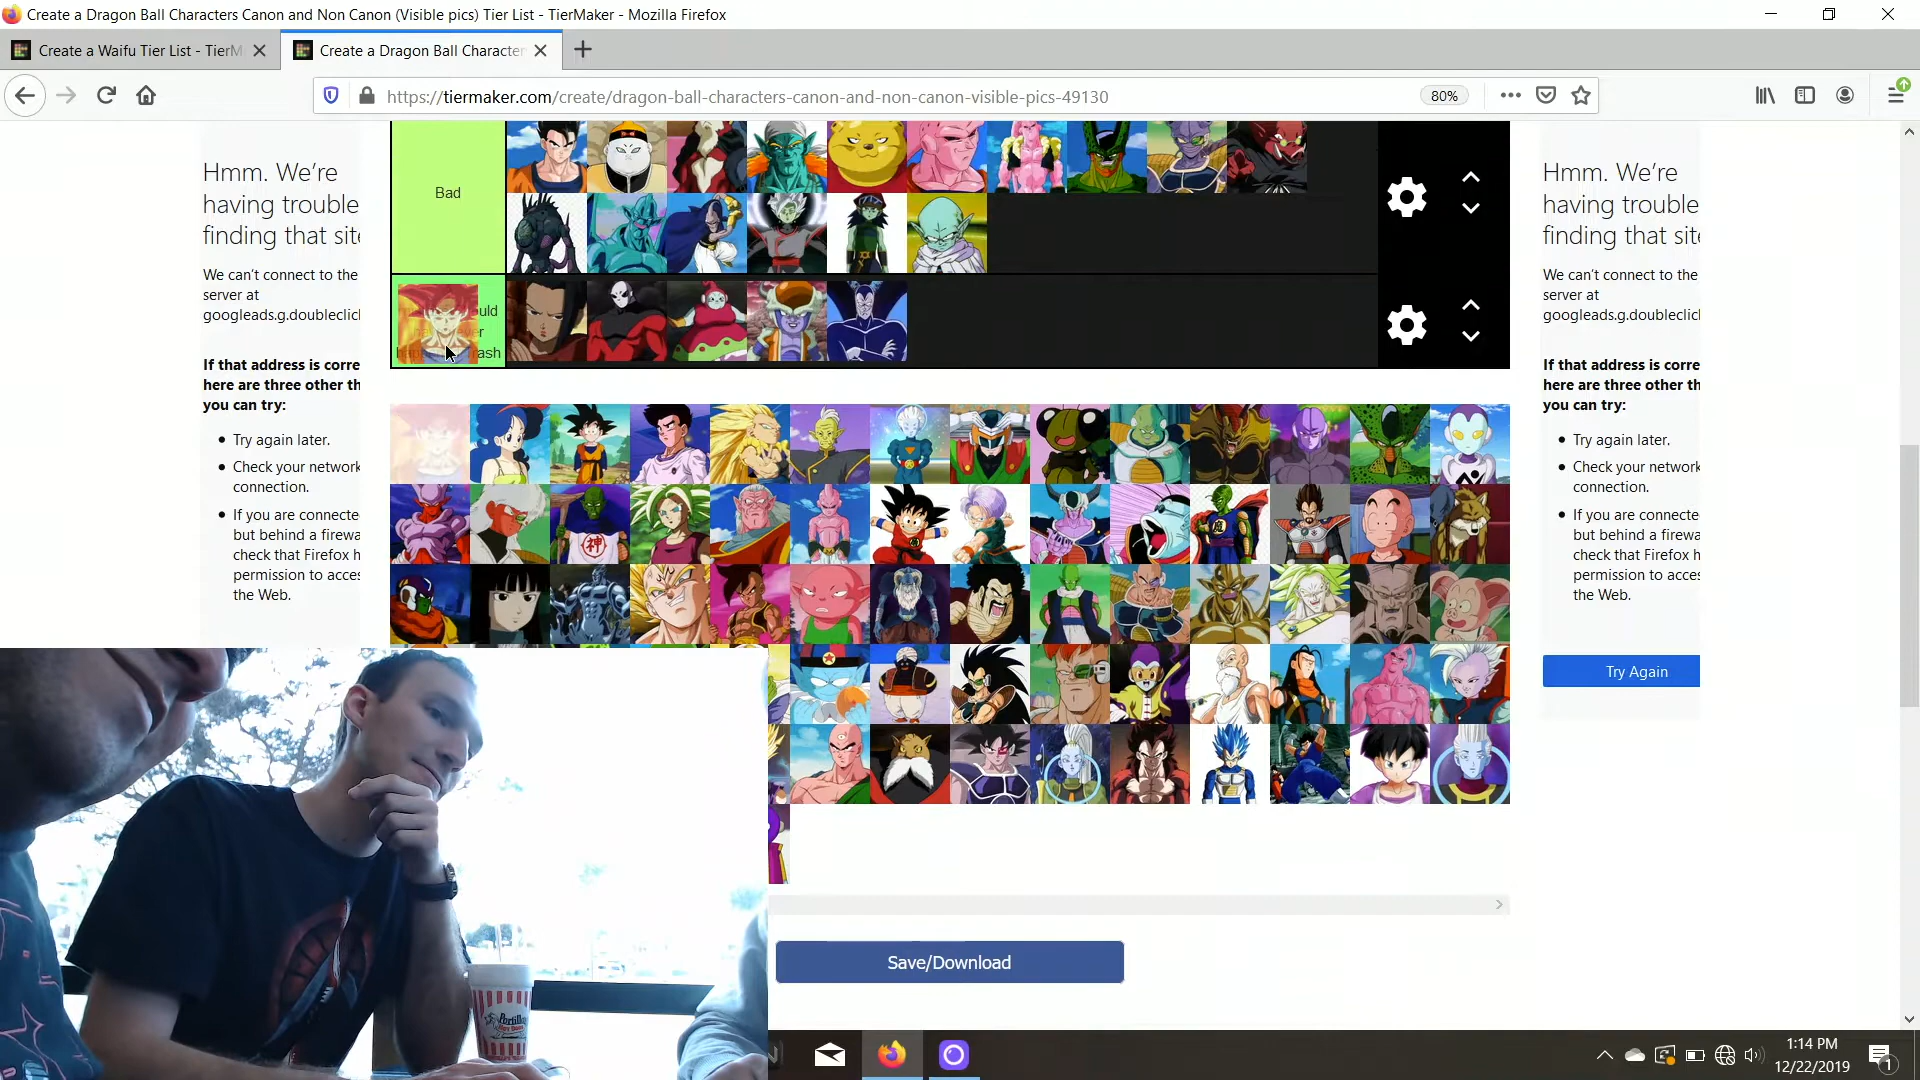 Create a Dragon Ball Characters Canon and Non Canon (Visible pics) Tier List - TierMaker - Mozilla Firefox
Create a Waifu Tier List - TierM
Create a Dragon Ball Character
https://tiermaker.com/create/dragon-ball-characters-canon-and-non-canon-visible-pics-49130
80%
Hmm. We're
having trouble
finding that site
We can't connect to the
server at
googleads.g.doubleclic
If that address is corre
here are three other th
you can try:
Try again later.
Check your network
connection.
If you are connecte
but behind a firewa
check that Firefox h
permission to acces
the Web.
Bad
Hmm. We're
having trouble
finding that site
We can't connect to the
server at
googleads.g.doubleclic
If that address is corre
here are three other th
you can try:
Try again later.
Check your network
connection.
If you are connecte
but behind a firewa
check that Firefox h
permission to acces
the Web.
Try Again
Save/Download
Portillo's
1:14 PM
12/22/2019
1